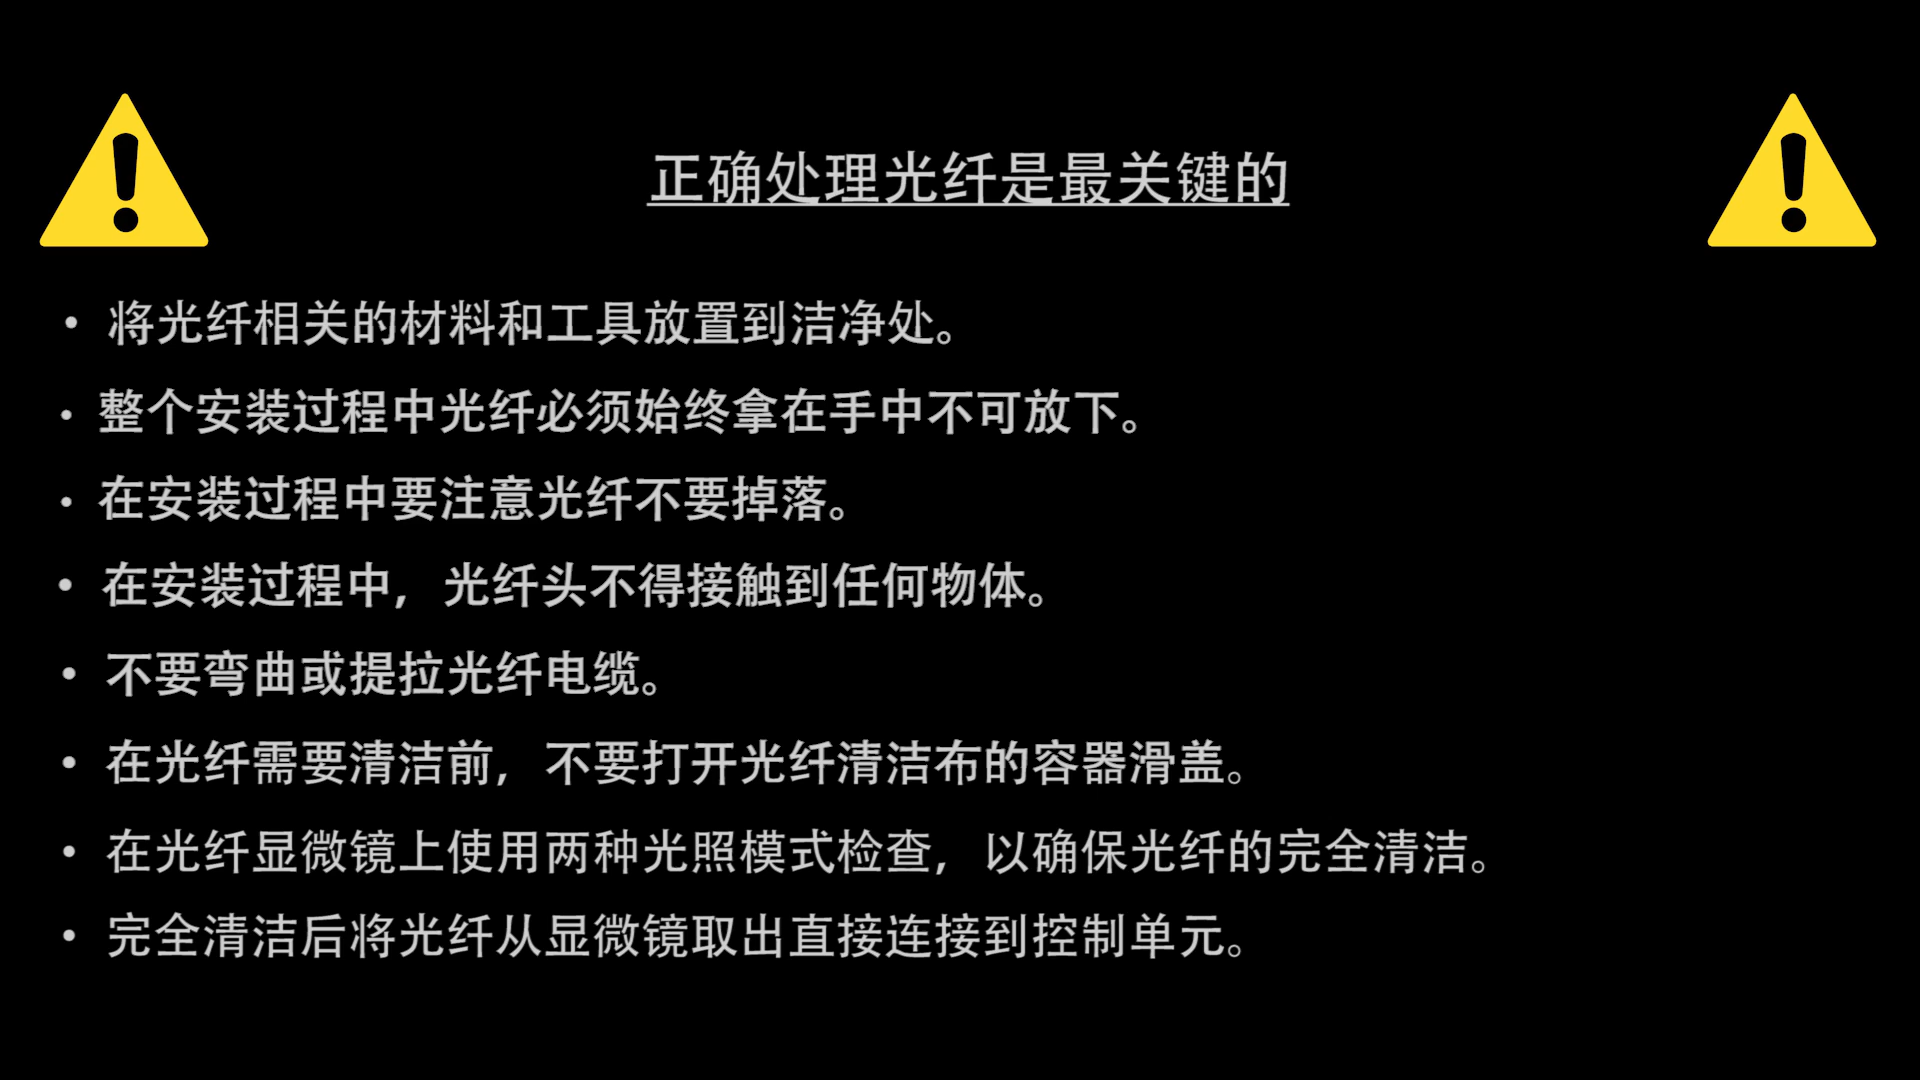 正确处理光纤是最关键的
• 将光纤相关的材料和工具放置到洁净处。
• 整个安装过程中光纤必须始终拿在手中不可放下。
• 在安装过程中要注意光纤不要掉落。
• 在安装过程中，光纤头不得接触到任何物体。
• 不要弯曲或提拉光纤电缆。
• 在光纤需要清洁前，不要打开光纤清洁布的容器滑盖。
• 在光纤显微镜上使用两种光照模式检查，以确保光纤的完全清洁。
• 完全清洁后将光纤从显微镜取出直接连接到控制单元。